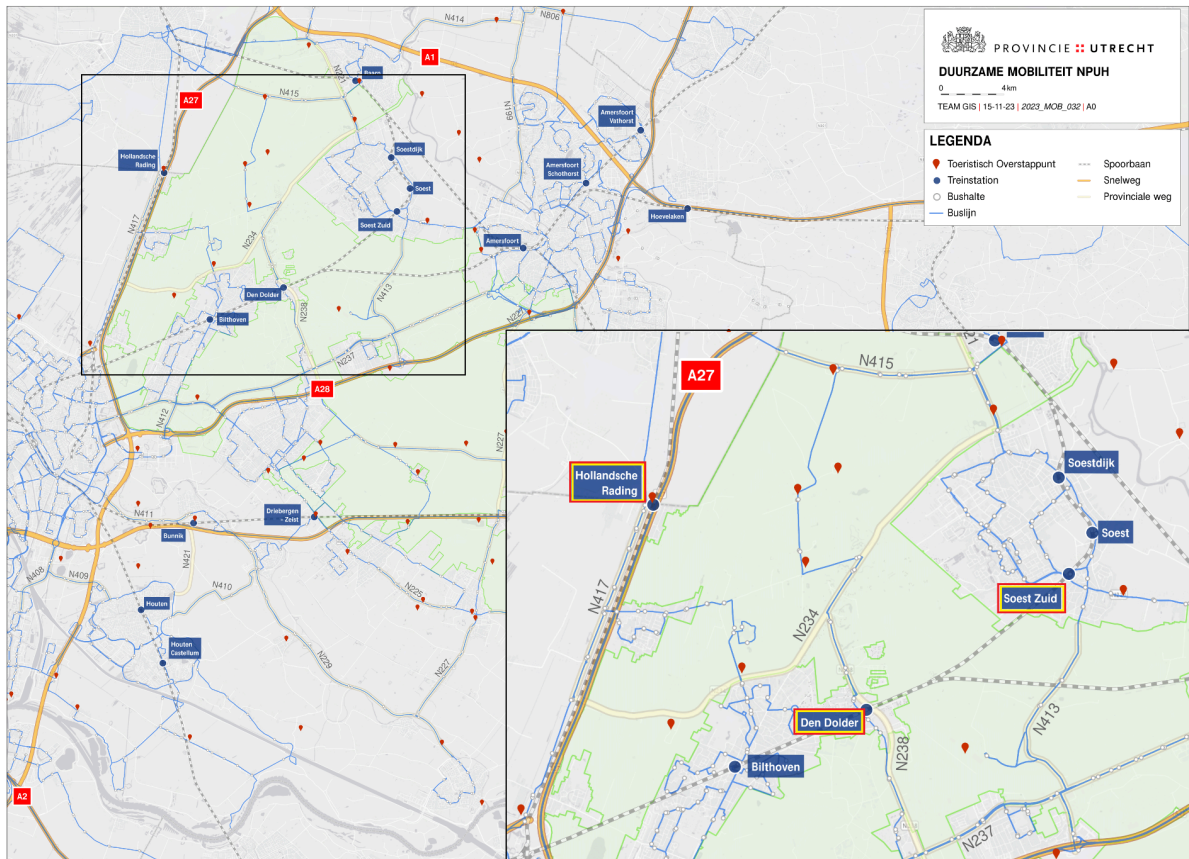 N414
N806
A1
N221
Baarn
N415
A27
N199
Amersfoort
Vathorst
Hollandsche
Rading
Soestdijk
Amersfoort
Schothorst
Soest
N417
Soest Zuid
Hoevelaken
N234
Amersfoort
Den Dolder
N413
N238
Bilthoven
N237
A28
N412
N227
Driebergen
- Zeist
N411
Bunnik
N421
N408
N409
N410
N225
Houten
Houten
Castellum
N229
N227
A2
PROVINCIE UTRECHT
DUURZAME MOBILITEIT NPUH
0 4km
TEAM GIS | 15-11-23 | 2023_MOB_032 | A0
LEGENDA
Toeristisch Overstappunt
Treinstation
Bushalte
Buslijn
Spoorbaan
Snelweg
Provinciale weg
A27
N415
Hollandsche
Rading
Soestdijk
Soest
N417
Soest Zuid
N234
Den Dolder
N413
N238
Bilthoven
N237